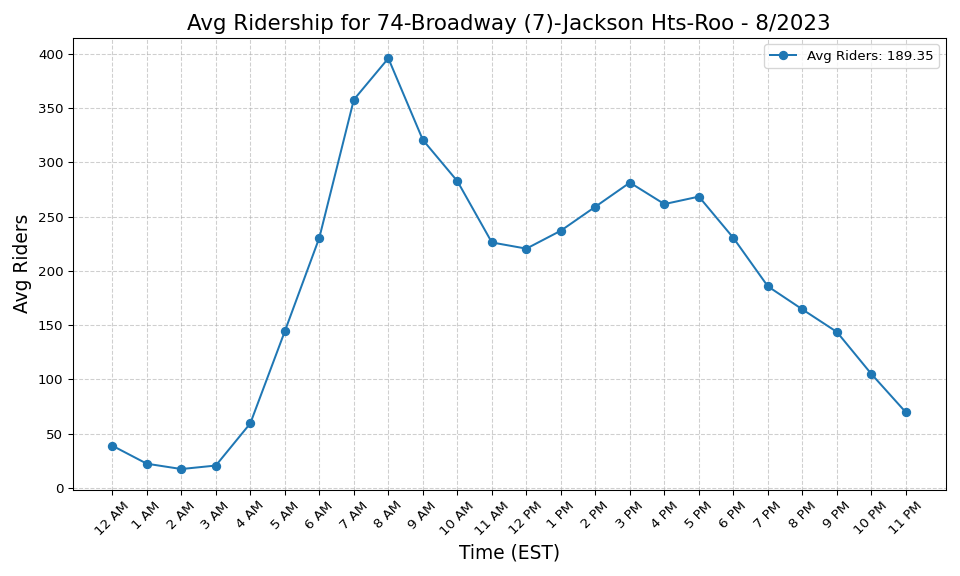 Avg Ridership for 74-Broadway (7)-Jackson Hts-Roo - 8/2023
Avg Riders: 189.35
Avg Riders
400
350
300
250
200
150
100
50
0
12 AM
1 AM
2 AM
3 AM
4 AM
5 AM
6 AM
7 AM
8 AM
9 AM
10 AM
11 AM
12 PM
1 PM
2 PM
3 PM
4 PM
5 PM
6 PM
7 PM
8 PM
9 PM
10 PM
11 PM
Time (EST)